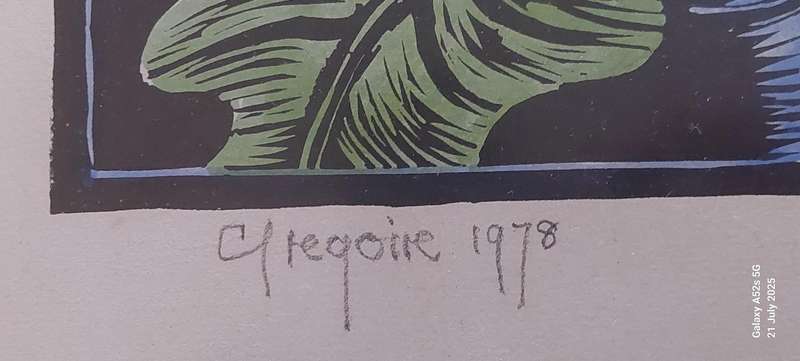 Gregoire 1978
Galaxy A52s 5G
21 July 2025